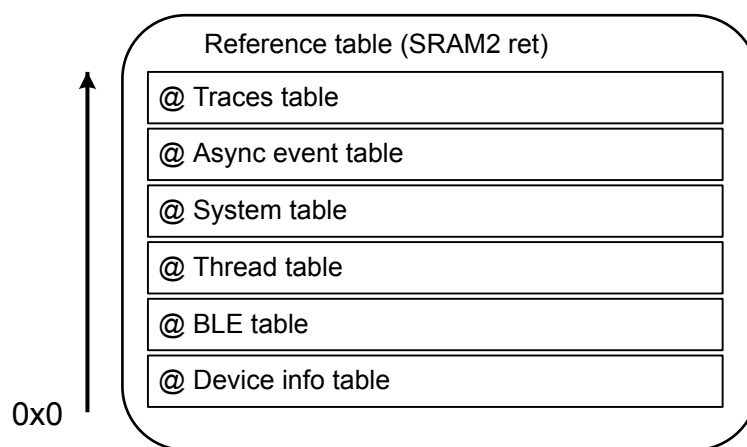 Reference table (SRAM2 ret)
@ Traces table
@ Async event table
@ System table
@ Thread table
@ BLE table
@ Device info table
0x0